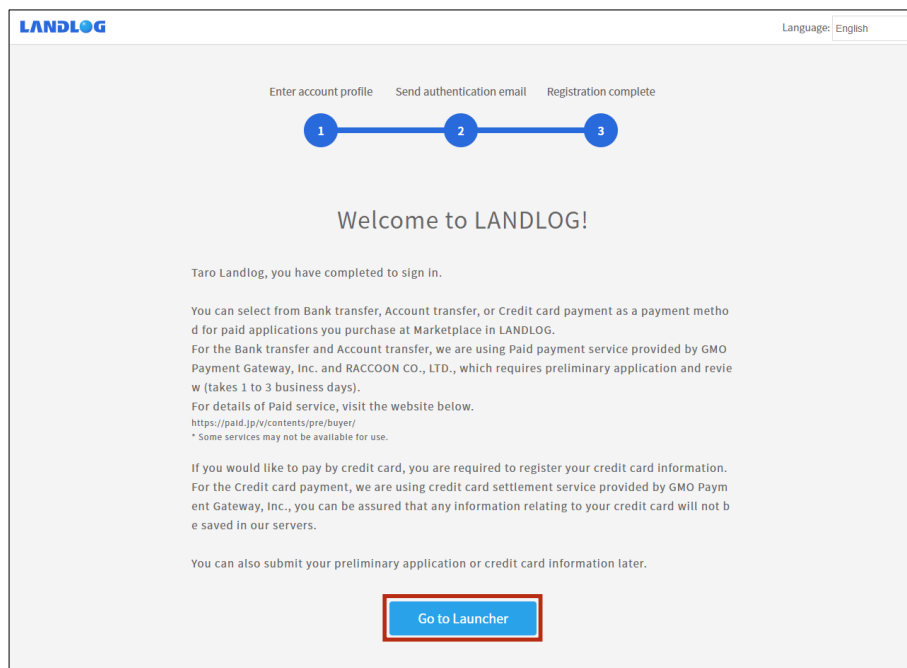 LANDLOG
Language: English
Enter account profile Send authentication email Registration complete
1 2 3
Welcome to LANDLOG!
Taro Landlog, you have completed to sign in.
You can select from Bank transfer, Account transfer, or Credit card payment as a payment metho
d for paid applications you purchase at Marketplace in LANDLOG.
For the Bank transfer and Account transfer, we are using Paid payment service provided by GMO
Payment Gateway, Inc. and RACCOON CO., LTD., which requires preliminary application and revie
w (takes 1 to 3 business days).
For details of Paid service, visit the website below.
https://paid.jp/v/contents/pre/buyer/
* Some services may not be available for use.
If you would like to pay by credit card, you are required to register your credit card information.
For the Credit card payment, we are using credit card settlement service provided by GMO Paym
ent Gateway, Inc., you can be assured that any information relating to your credit card will not b
e saved in our servers.
You can also submit your preliminary application or credit card information later.
Go to Launcher